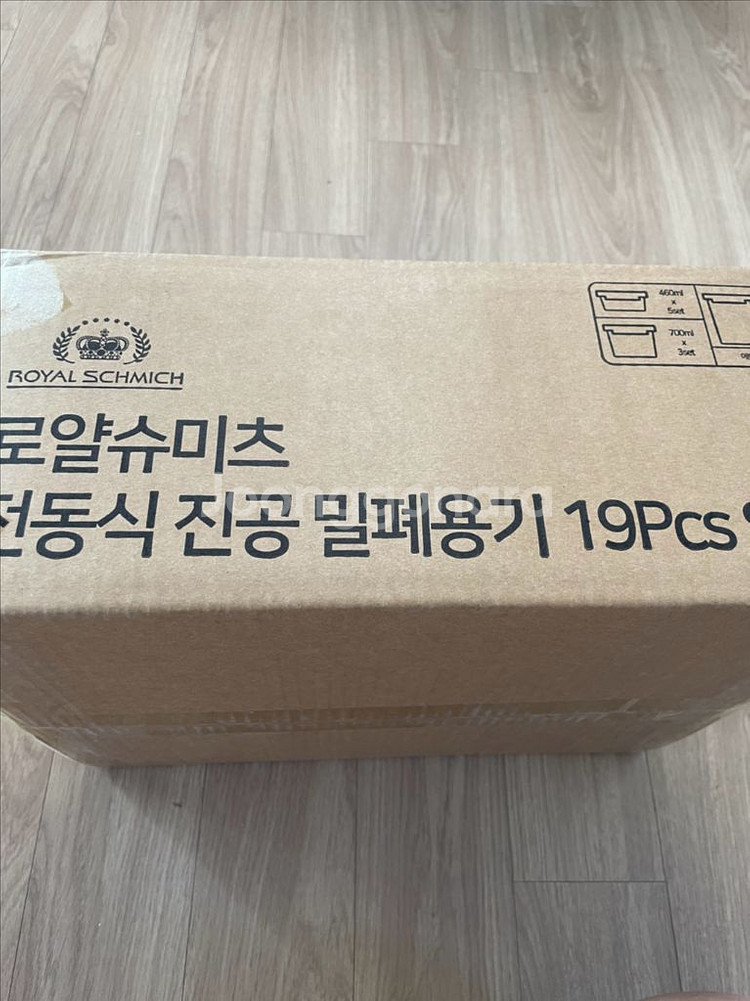 460ml
x
5set
700ml
x
3set
ROYAL SCHMICH
로얄슈미츠
전동식 진공 밀폐용기 19Pcs
Joonggonara